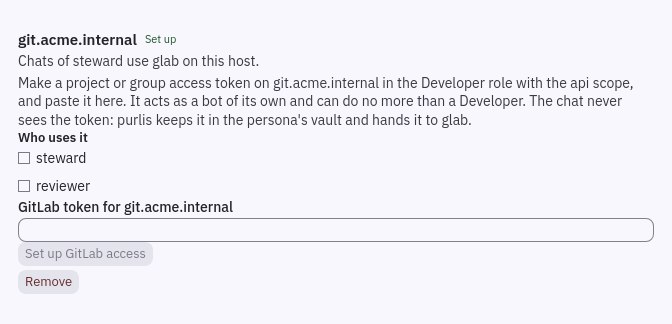 git.acme.internal Set up
Chats of steward use glab on this host.
Make a project or group access token on git.acme.internal in the Developer role with the api scope,
and paste it here. It acts as a bot of its own and can do no more than a Developer. The chat never
sees the token: purlis keeps it in the persona's vault and hands it to glab.
Who uses it
steward
reviewer
GitLab token for git.acme.internal
Set up GitLab access
Remove